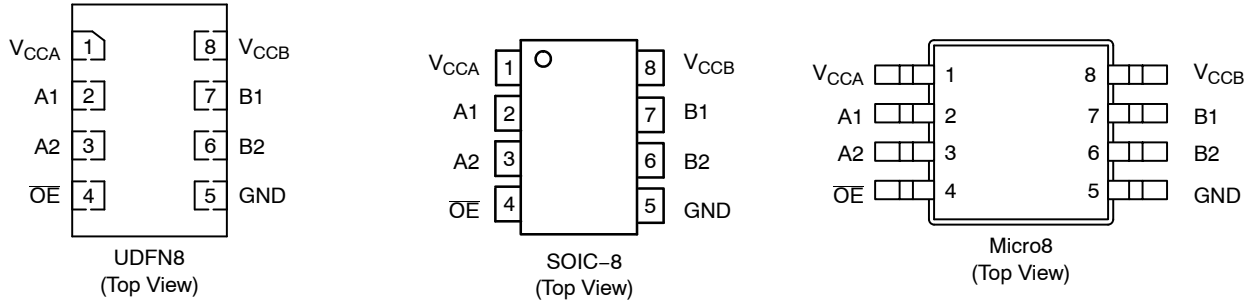 VCCA 1 8 VCCB
A1 2 7 B1
A2 3 6 B2
OE 4 5 GND
UDFN8
(Top View)
VCCA 1 8 VCCB
A1 2 7 B1
A2 3 6 B2
OE 4 5 GND
SOIC−8
(Top View)
VCCA 1 8 VCCB
A1 2 7 B1
A2 3 6 B2
OE 4 5 GND
Micro8
(Top View)